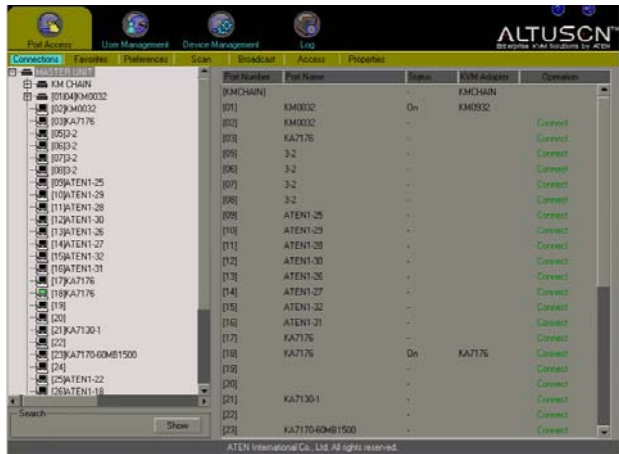 Port Access
User Management
Device Management
Log
ALTUSCN
Enterprise KVM Solutions by ATEN
Connections
Favorites
Preferences
Scan
Broadcast
Access
Properties
MASTER UNIT
KM CHAIN
[01|04]KM0032
[02]KM0032
[03]KA7176
[05]3-2
[06]3-2
[07]3-2
[08]3-2
[09]ATEN1-25
[10]ATEN1-29
[11]ATEN1-28
[12]ATEN1-30
[13]ATEN1-26
[14]ATEN1-27
[15]ATEN1-32
[16]ATEN1-31
[17]KA7176
[18]KA7176
[19]
[20]
[21]KA7130-1
[22]
[23]KA7170-60MB1500
[24]
[25]ATEN1-22
[26]ATEN1-18
Search
Show
Port Number Port Name Status KVM Adapter Operation
[KMCHAIN] - KMCHAIN
[01] KM0032 On KM0932
[02] KM0032 - Connect
[03] KA7176 - Connect
[05] 3-2 - Connect
[06] 3-2 - Connect
[07] 3-2 - Connect
[08] 3-2 - Connect
[09] ATEN1-25 - Connect
[10] ATEN1-29 - Connect
[11] ATEN1-28 - Connect
[12] ATEN1-30 - Connect
[13] ATEN1-26 - Connect
[14] ATEN1-27 - Connect
[15] ATEN1-32 - Connect
[16] ATEN1-31 - Connect
[17] KA7176 - Connect
[18] KA7176 On KA7176 Connect
[19] - Connect
[20] - Connect
[21] KA7130-1 - Connect
[22] - Connect
[23] KA7170-60MB1500 - Connect
ATEN International Co., Ltd. All rights reserved.